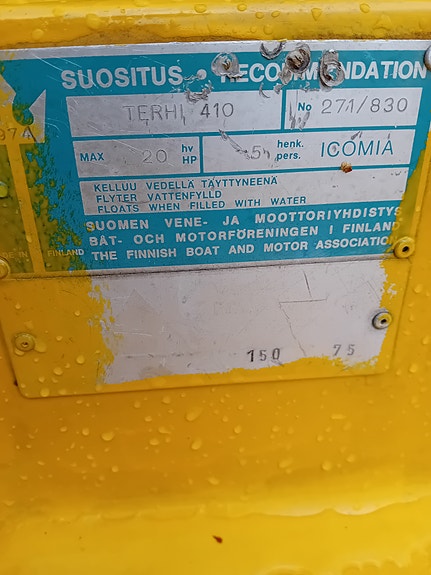 SUOSITUS • RECOMMENDATION
TERHI 410 No 271/830
MAX 20 hv HP 5 henk. pers. ICOMIA
KELLUU VEDELLÄ TÄYTTYNEENÄ
FLYTER VATTENFYLLD
FLOATS WHEN FILLED WITH WATER
SUOMEN VENE- JA MOOTTORIYHDISTYS
BÅT- OCH MOTORFÖRENINGEN I FINLAND
FINLAND THE FINNISH BOAT AND MOTOR ASSOCIATION
150 75